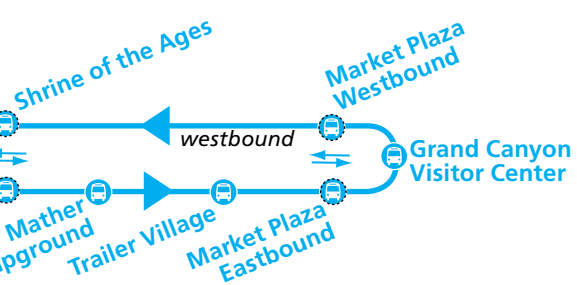 Shrine of the Ages
Market Plaza
Westbound
westbound
Grand Canyon
Visitor Center
Mather
Trailer Village
Market Plaza
Eastbound